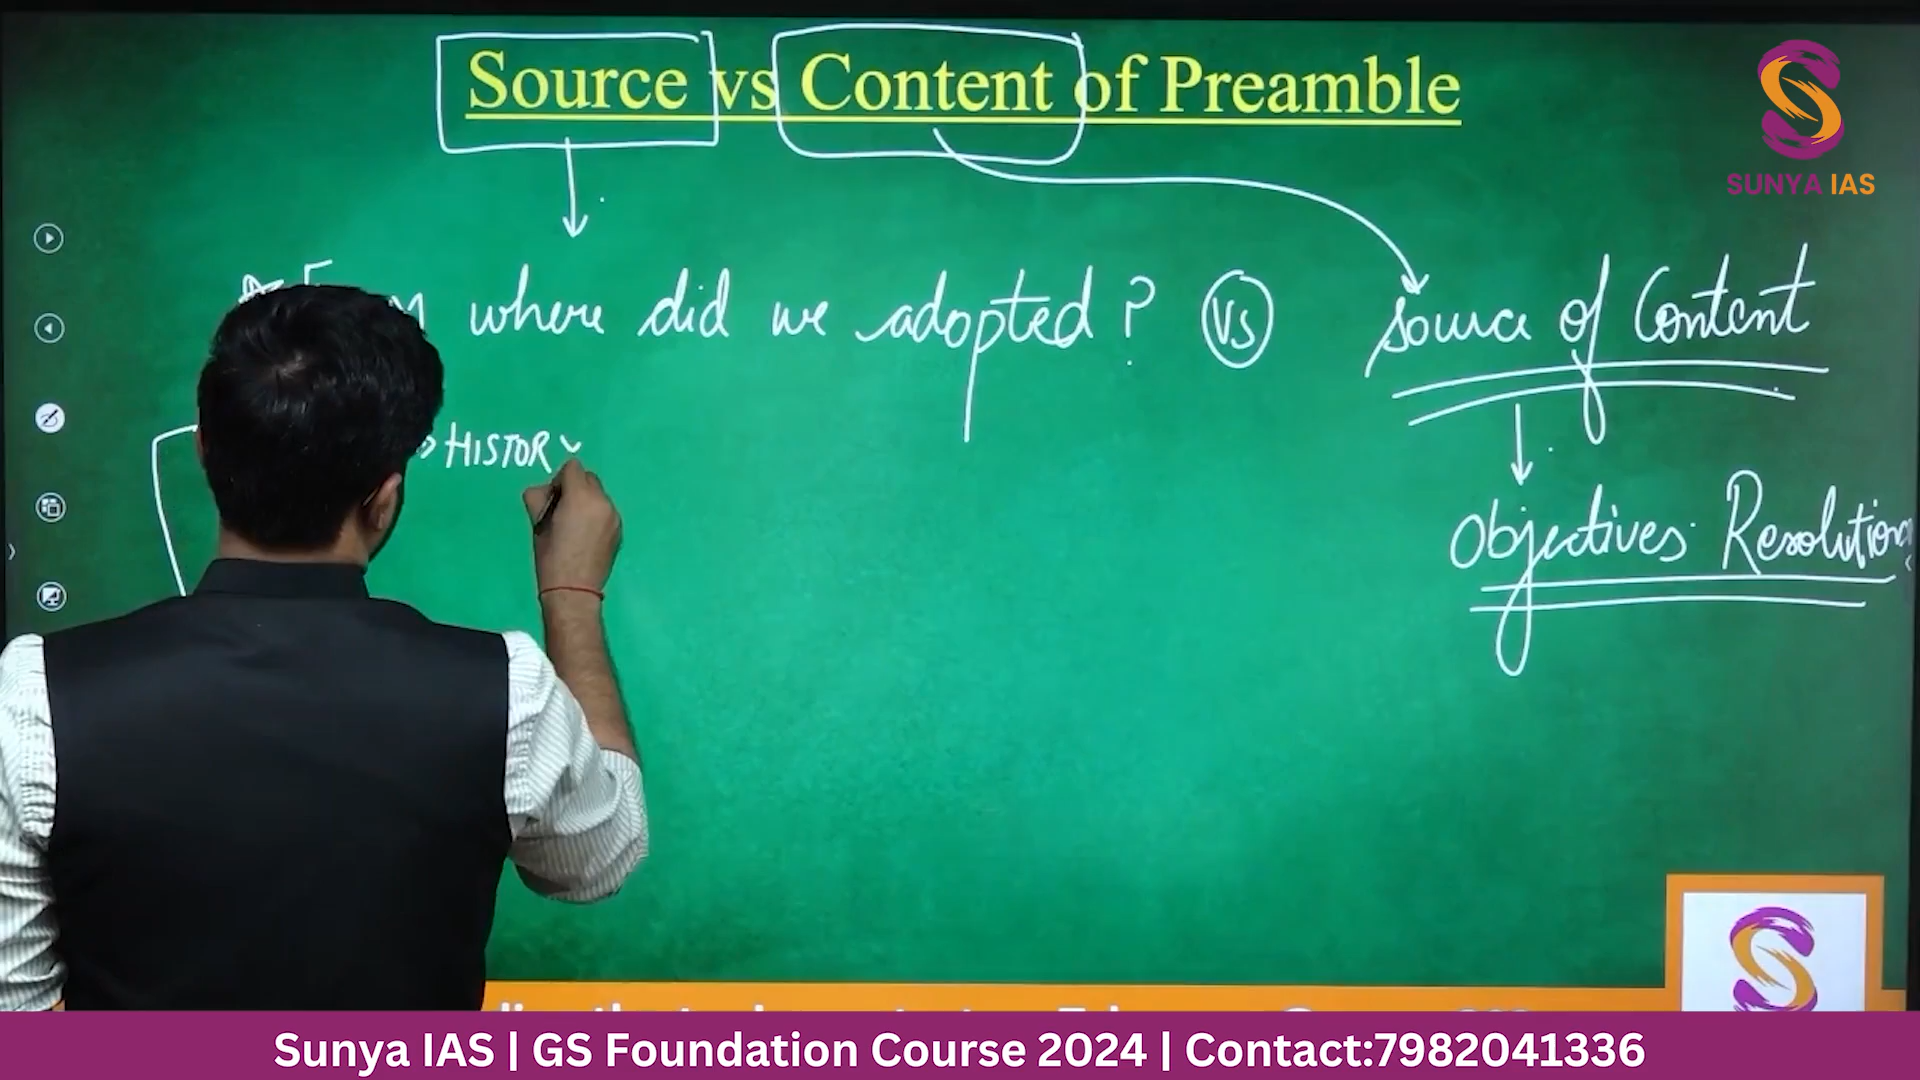 Source vs Content of Preamble
SUNYA IAS
where did we adopted? Vs source of Content
HISTORY
Objectives Resolution
Sunya IAS | GS Foundation Course 2024 | Contact:7982041336